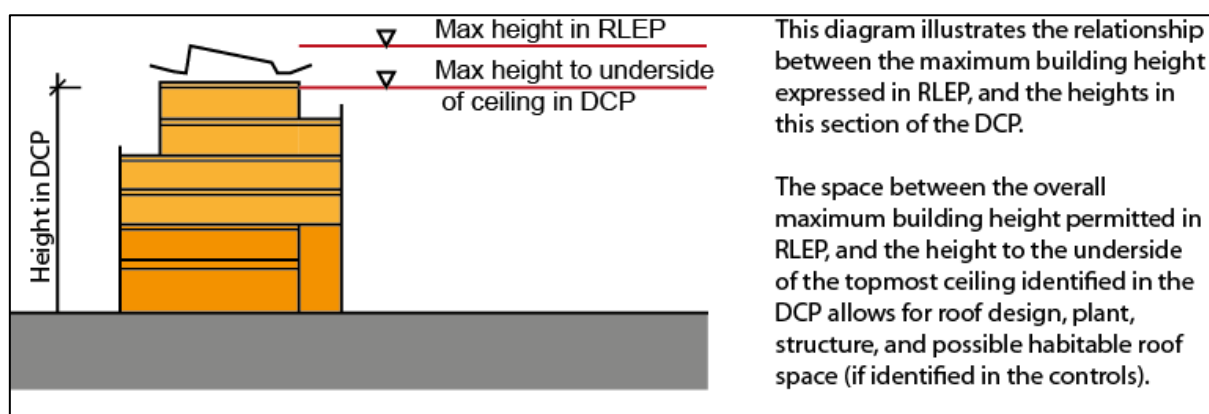 Max height in RLEP
Max height to underside
of ceiling in DCP
Height in DCP
This diagram illustrates the relationship
between the maximum building height
expressed in RLEP, and the heights in
this section of the DCP.
The space between the overall
maximum building height permitted in
RLEP, and the height to the underside
of the topmost ceiling identified in the
DCP allows for roof design, plant,
structure, and possible habitable roof
space (if identified in the controls).